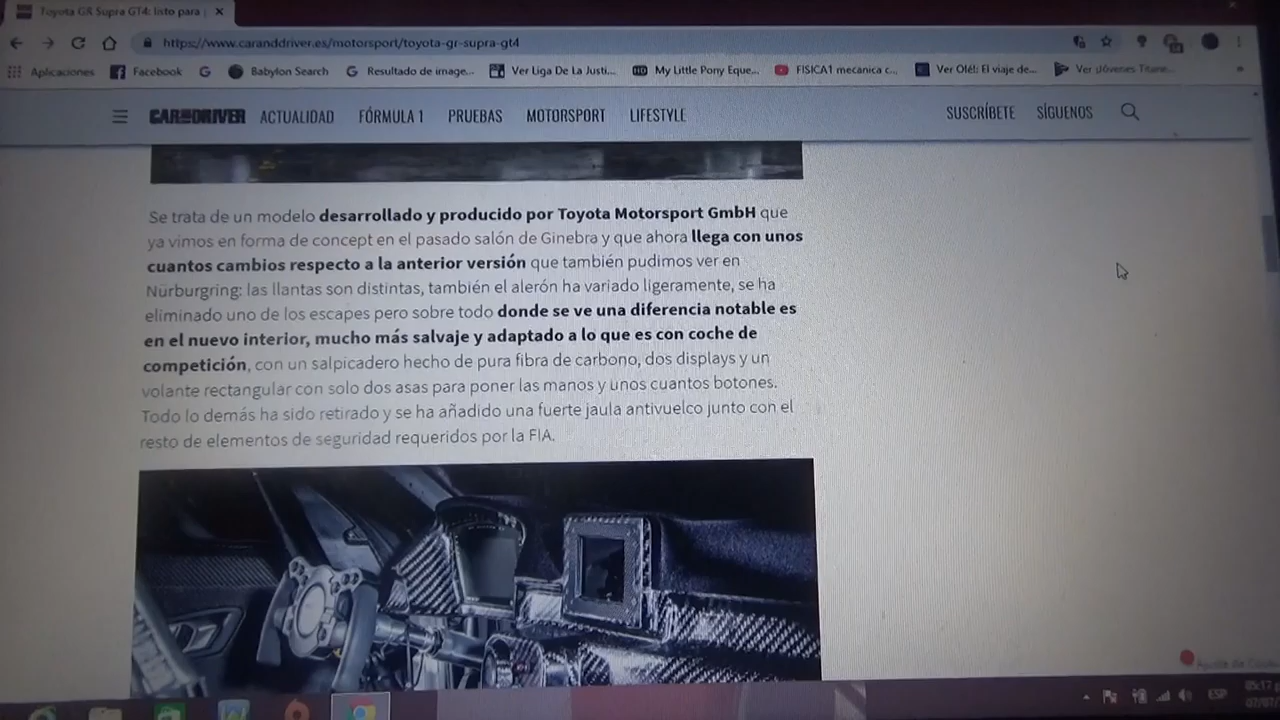 Toyota GR Supra GT4: listo para
https://www.caranddriver.es/motorsport/toyota-gr-supra-gt4
Aplicaciones Facebook Babylon Search Resultado de image... Ver Liga De La Justi... My Little Pony Eque... FISICA1 mecanica c... Ver Olé!: El viaje de... Ver Jóvenes Titane...
CAR AND DRIVER ACTUALIDAD FÓRMULA 1 PRUEBAS MOTORSPORT LIFESTYLE SUSCRÍBETE SÍGUENOS
Se trata de un modelo desarrollado y producido por Toyota Motorsport GmbH que
ya vimos en forma de concept en el pasado salón de Ginebra y que ahora llega con unos
cuantos cambios respecto a la anterior versión que también pudimos ver en
Nürburgring: las llantas son distintas, también el alerón ha variado ligeramente, se ha
eliminado uno de los escapes pero sobre todo donde se ve una diferencia notable es
en el nuevo interior, mucho más salvaje y adaptado a lo que es con coche de
competición, con un salpicadero hecho de pura fibra de carbono, dos displays y un
volante rectangular con solo dos asas para poner las manos y unos cuantos botones.
Todo lo demás ha sido retirado y se ha añadido una fuerte jaula antivuelco junto con el
resto de elementos de seguridad requeridos por la FIA.
Ajuste de
ESP
05:17
07/07/